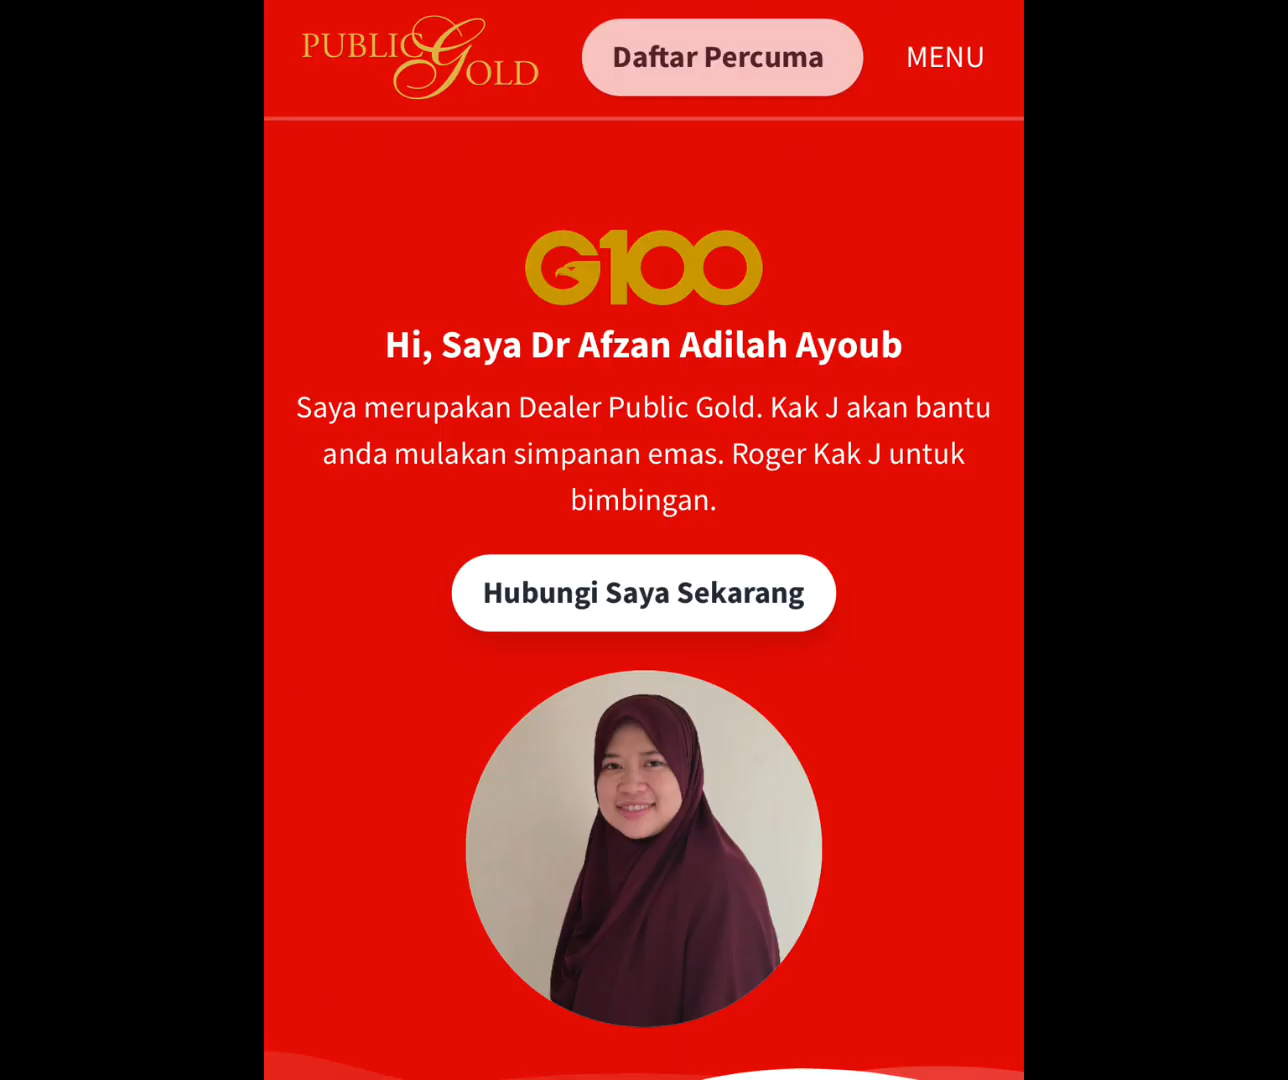 PUBLIC GOLD
Daftar Percuma
MENU
G100
Hi, Saya Dr Afzan Adilah Ayoub
Saya merupakan Dealer Public Gold. Kak J akan bantu
anda mulakan simpanan emas. Roger Kak J untuk
bimbingan.
Hubungi Saya Sekarang